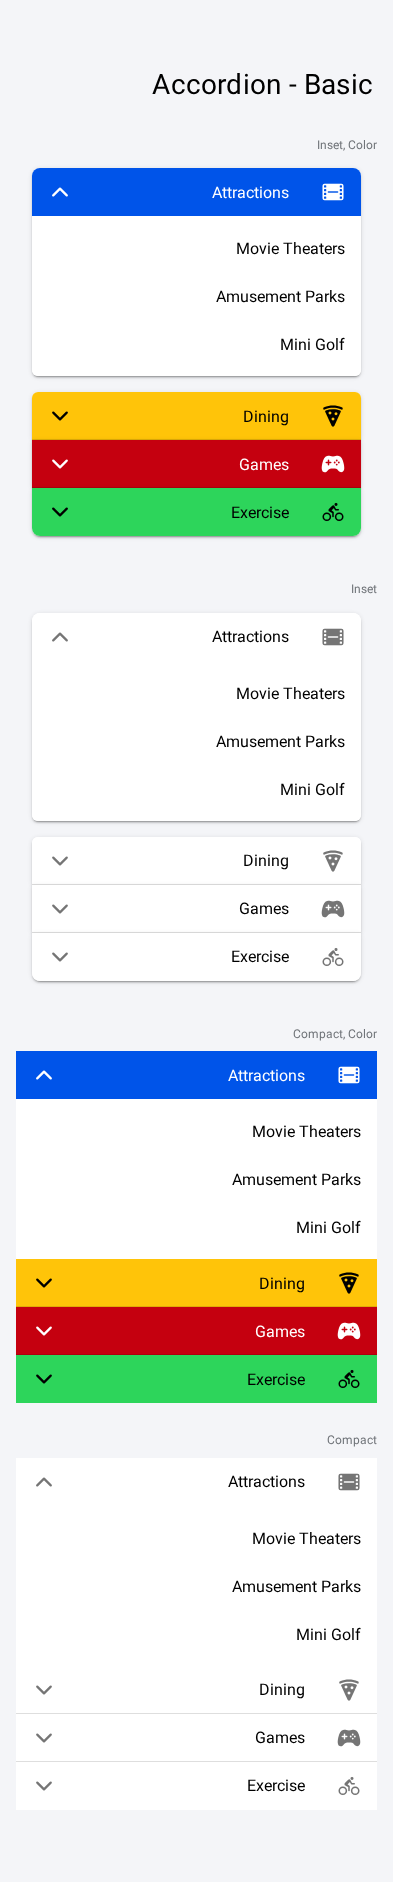 Accordion - Basic
Inset, Color
Attractions
Movie Theaters
Amusement Parks
Mini Golf
Dining
Games
Exercise
Inset
Attractions
Movie Theaters
Amusement Parks
Mini Golf
Dining
Games
Exercise
Compact, Color
Attractions
Movie Theaters
Amusement Parks
Mini Golf
Dining
Games
Exercise
Compact
Attractions
Movie Theaters
Amusement Parks
Mini Golf
Dining
Games
Exercise